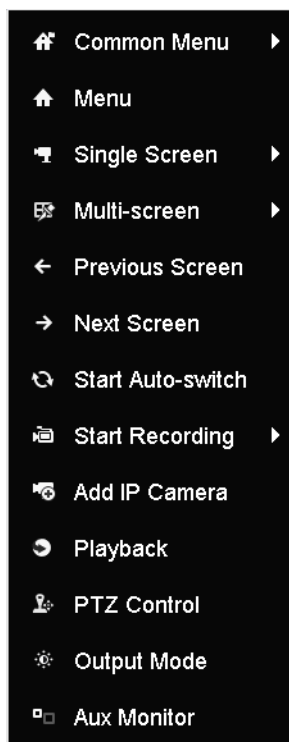 Common Menu
Menu
Single Screen
Multi-screen
Previous Screen
Next Screen
Start Auto-switch
Start Recording
Add IP Camera
Playback
PTZ Control
Output Mode
Aux Monitor